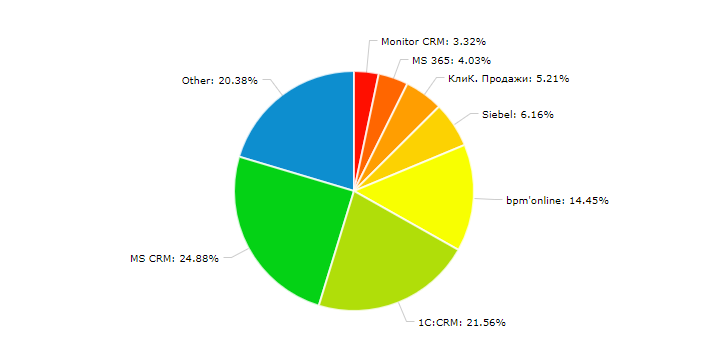 Monitor CRM: 3.32%
MS 365: 4.03%
КлиК. Продажи: 5.21%
Other: 20.38%
Siebel: 6.16%
bpm'online: 14.45%
MS CRM: 24.88%
1C:CRM: 21.56%